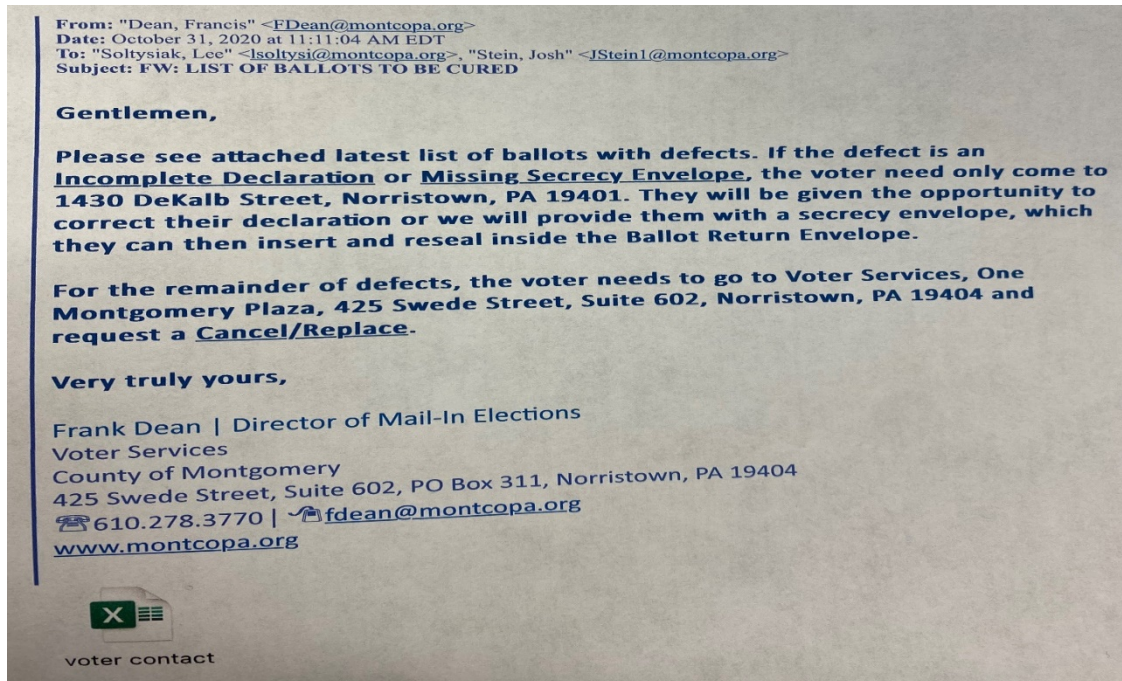 From: "Dean, Francis" <FDean@montcopa.org>
Date: October 31, 2020 at 11:11:04 AM EDT
To: "Soltysiak, Lee" <lsoltysi@montcopa.org>, "Stein, Josh" <JStein1@montcopa.org>
Subject: FW: LIST OF BALLOTS TO BE CURED
Gentlemen,
Please see attached latest list of ballots with defects. If the defect is an
Incomplete Declaration or Missing Secrecy Envelope, the voter need only come to
1430 DeKalb Street, Norristown, PA 19401. They will be given the opportunity to
correct their declaration or we will provide them with a secrecy envelope, which
they can then insert and reseal inside the Ballot Return Envelope.
For the remainder of defects, the voter needs to go to Voter Services, One
Montgomery Plaza, 425 Swede Street, Suite 602, Norristown, PA 19404 and
request a Cancel/Replace.
Very truly yours,
Frank Dean | Director of Mail-In Elections
Voter Services
County of Montgomery
425 Swede Street, Suite 602, PO Box 311, Norristown, PA 19404
☎610.278.3770 | fdean@montcopa.org
www.montcopa.org
X
voter contact